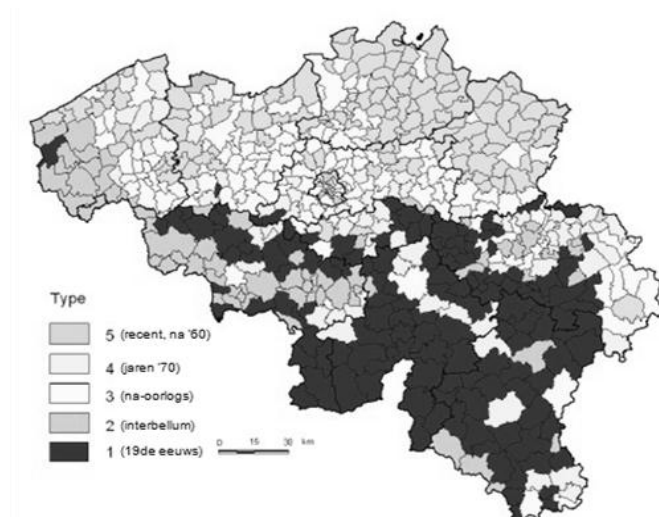 Type
5 (recent, na '60)
4 (jaren '70)
3 (na-oorlogs)
2 (interbellum)
1 (19de eeuws)
0 15 30 km